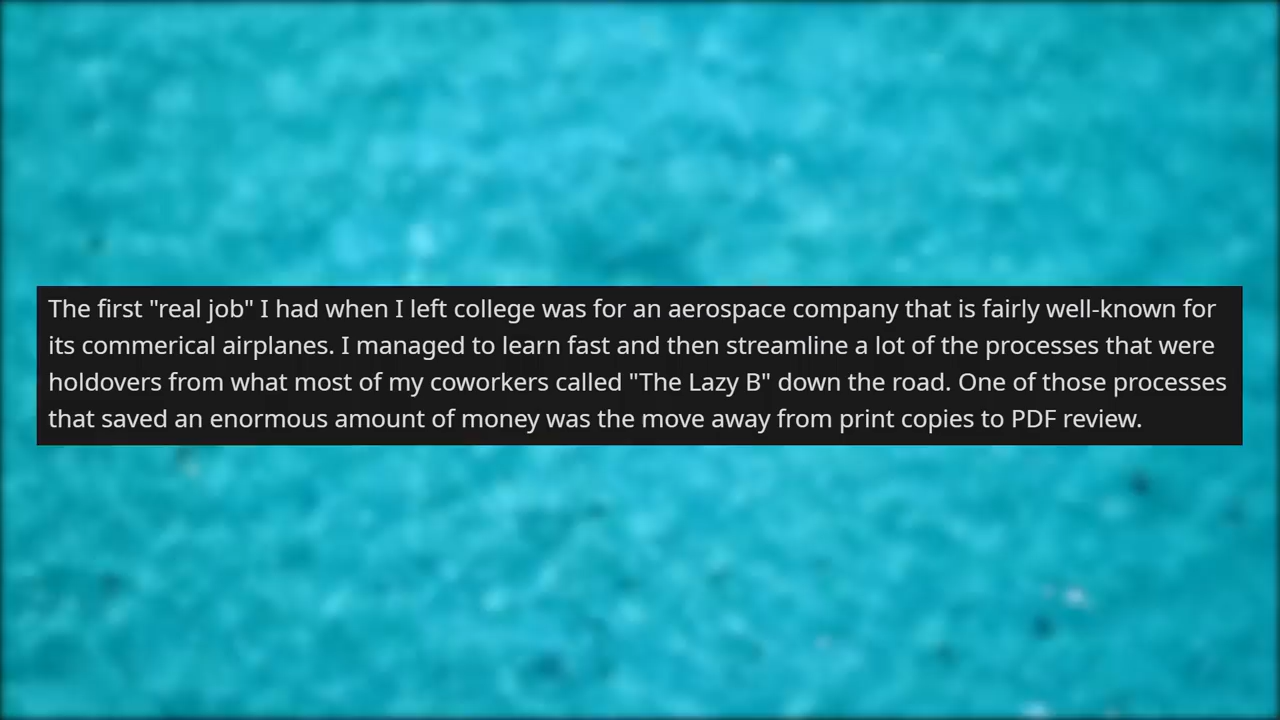 The first "real job" I had when I left college was for an aerospace company that is fairly well-known for
its commerical airplanes. I managed to learn fast and then streamline a lot of the processes that were
holdovers from what most of my coworkers called "The Lazy B" down the road. One of those processes
that saved an enormous amount of money was the move away from print copies to PDF review.